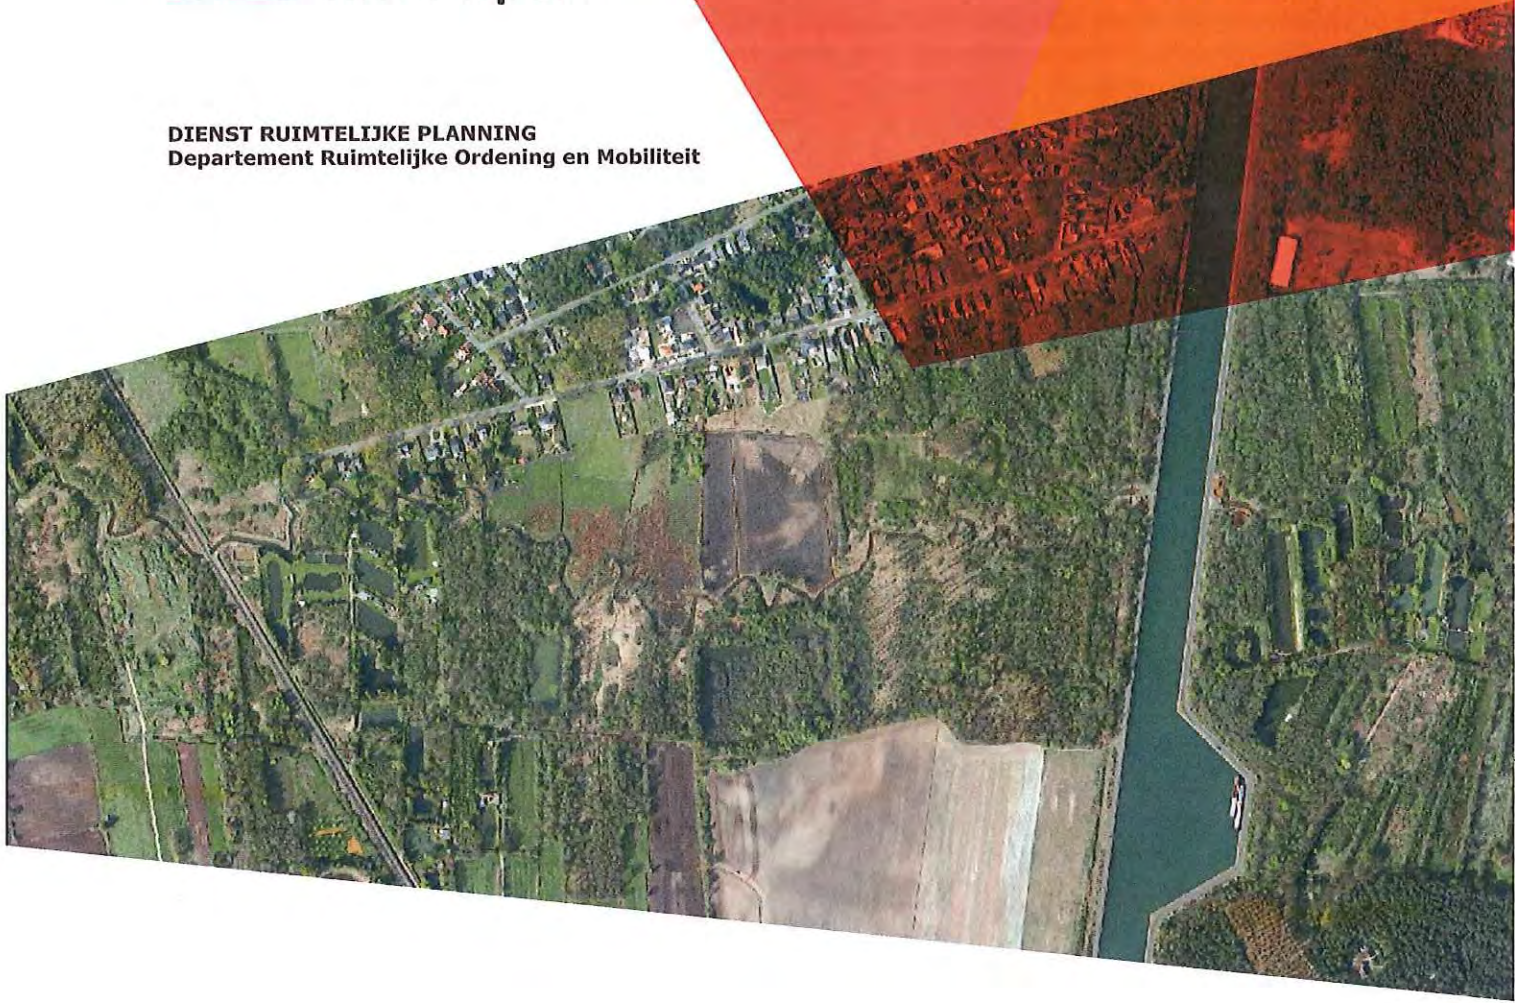 DIENST RUIMTELIJKE PLANNING
Departement Ruimtelijke Ordening en Mobiliteit